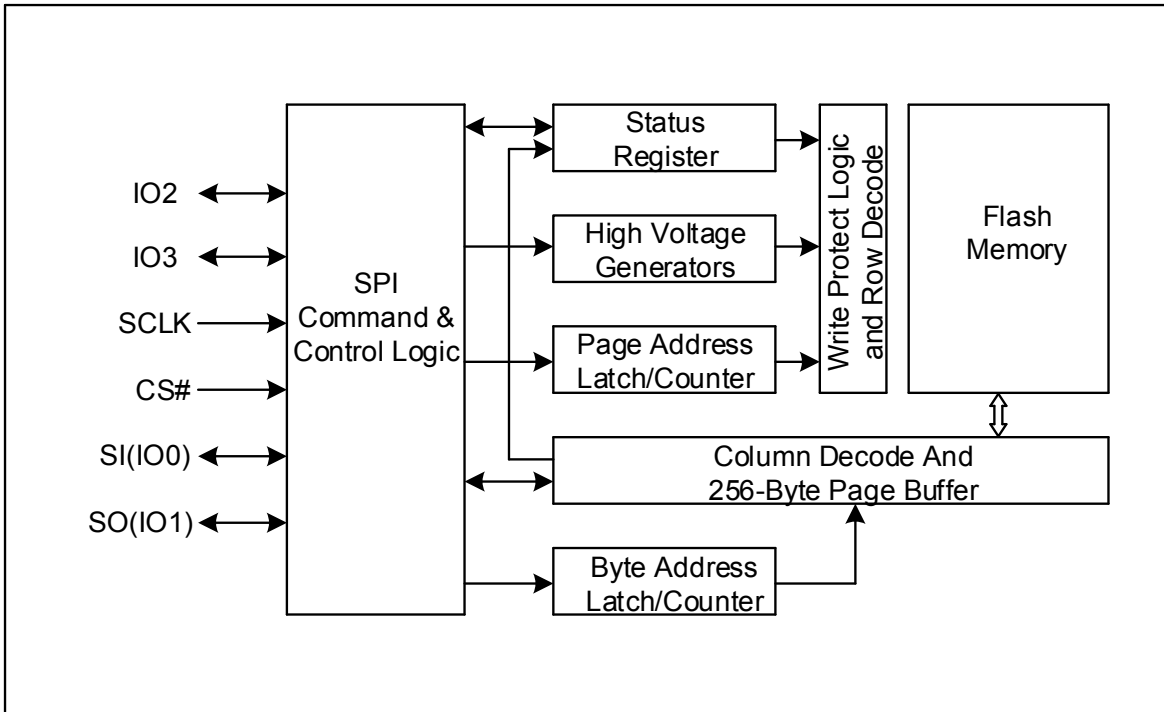 IO2
IO3
SCLK
CS#
SI(IO0)
SO(IO1)
SPI
Command &
Control Logic
Status
Register
High Voltage
Generators
Page Address
Latch/Counter
Write Protect Logic
and Row Decode
Flash
Memory
Column Decode And
256-Byte Page Buffer
Byte Address
Latch/Counter